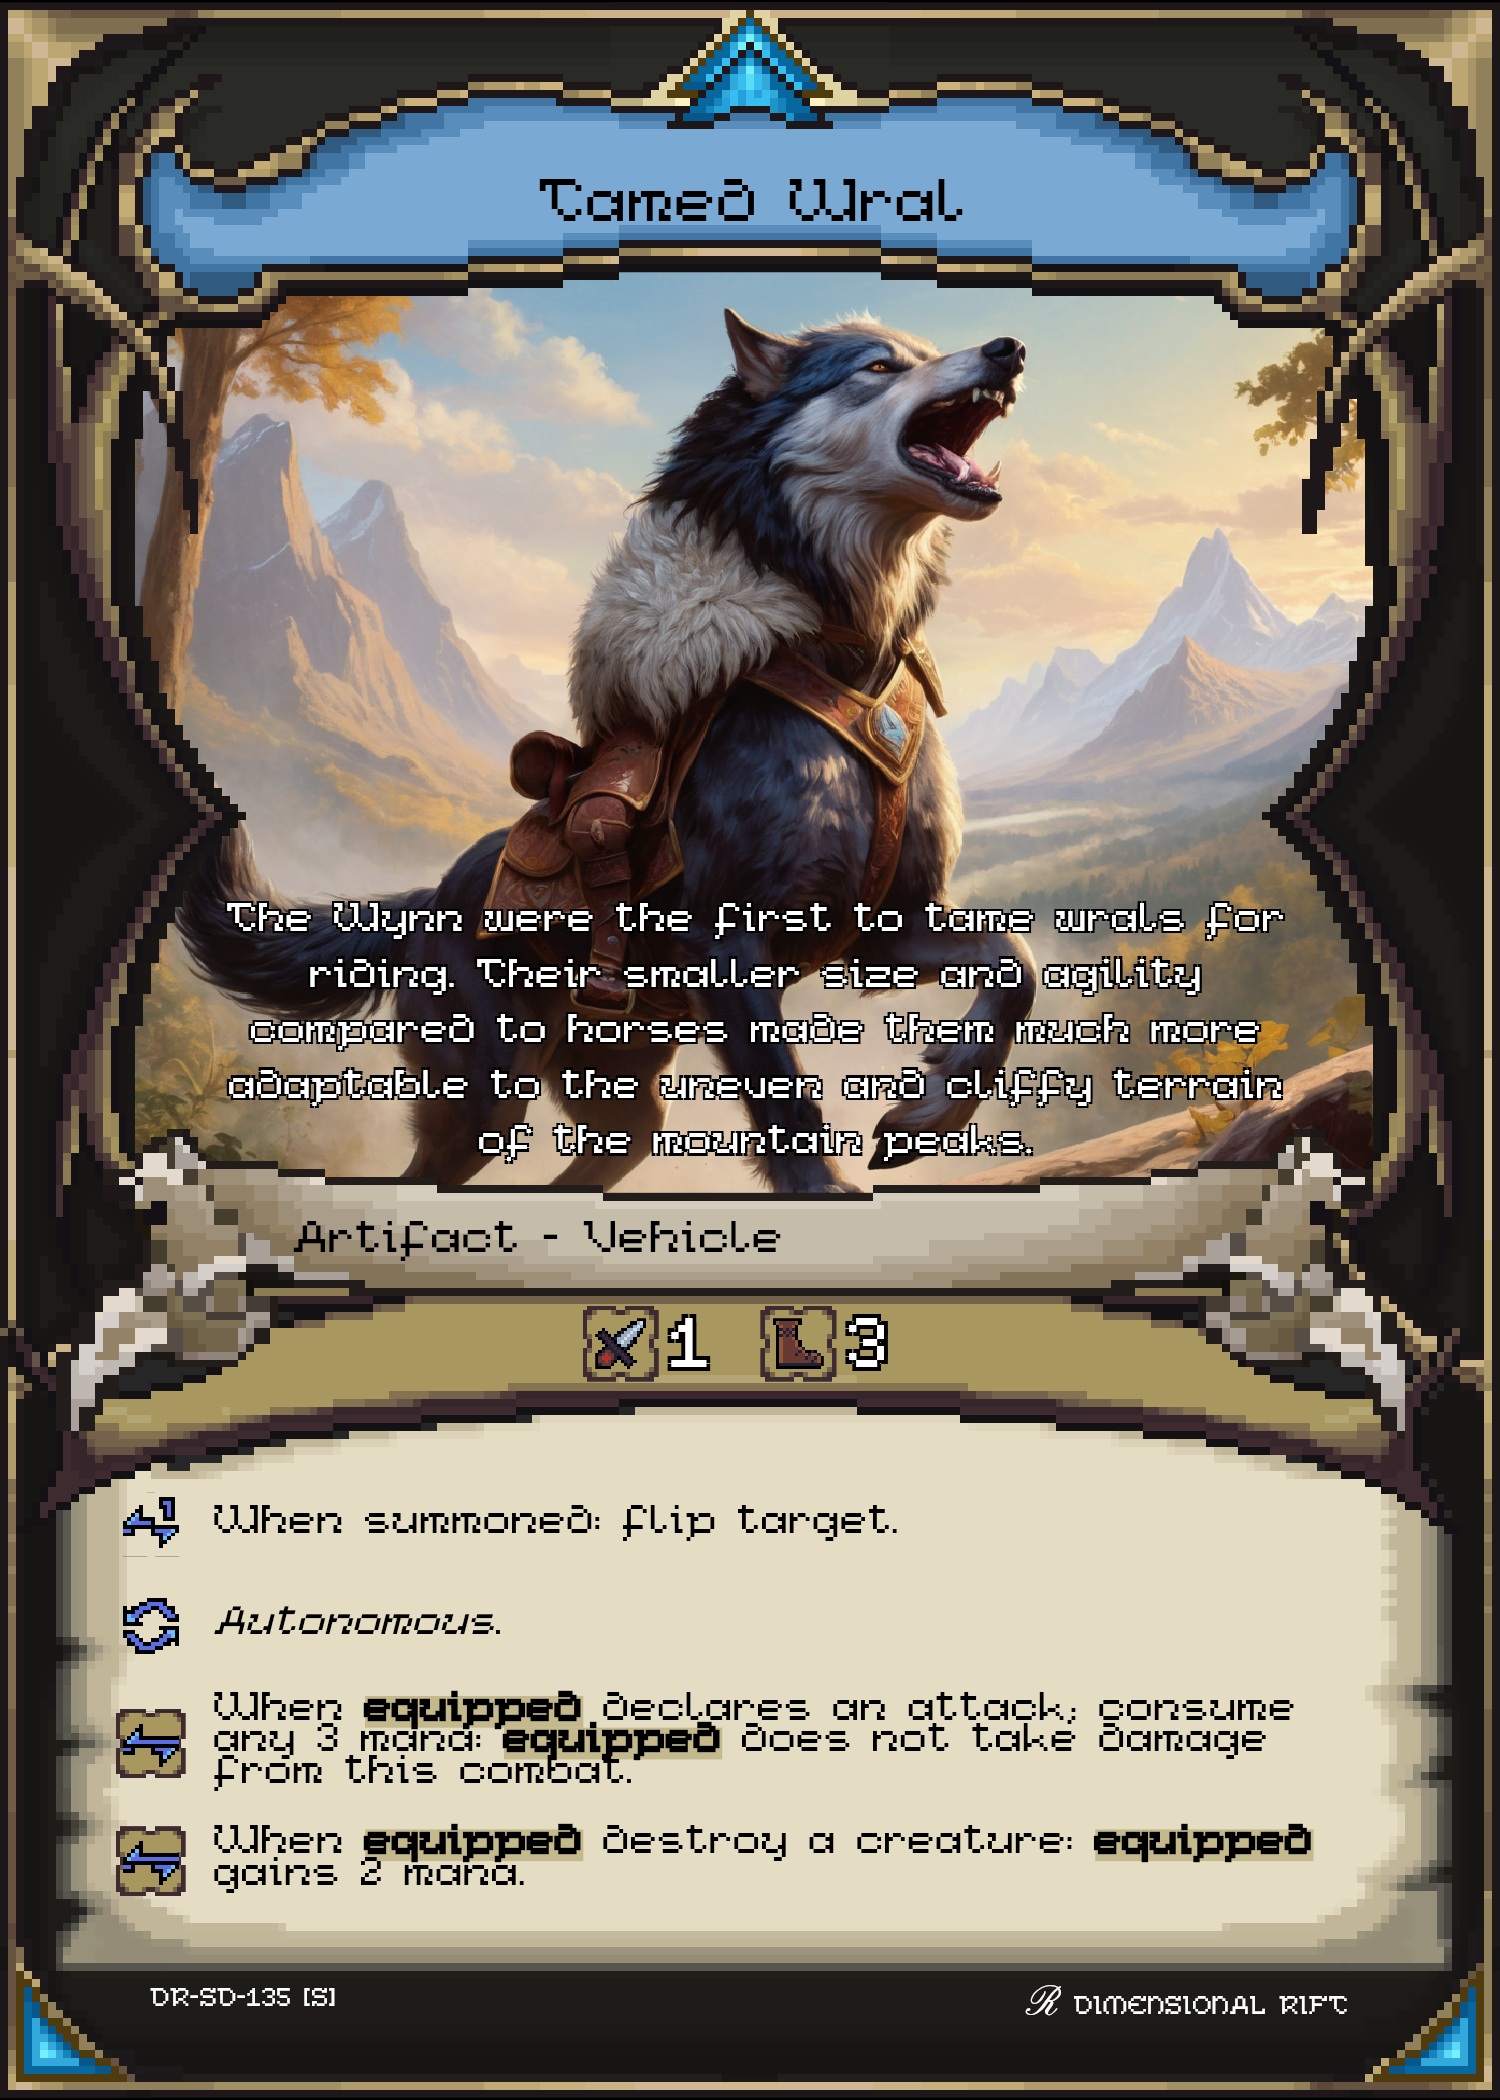 Tamed Wral
The Wynn were the first to tame wrals for
riding. Their smaller size and agility
compared to horses made them much more
adaptable to the uneven and cliffy terrain
of the mountain peaks.
Artifact - Vehicle
1 3
When summoned: flip target.
Autonomous.
When equipped declares an attack; consume
any 3 mana: equipped does not take damage
from this combat.
When equipped destroy a creature: equipped
gains 2 mana.
DR-SD-135 [S]
R DIMENSIONAL RIFT